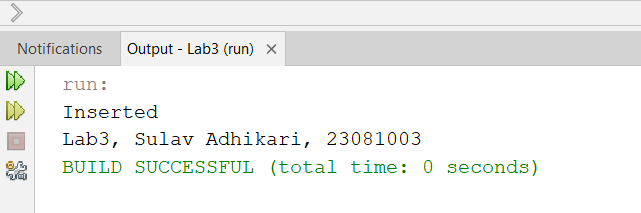 Notifications
Output - Lab3 (run)
run:
Inserted
Lab3, Sulav Adhikari, 23081003
BUILD SUCCESSFUL (total time: 0 seconds)